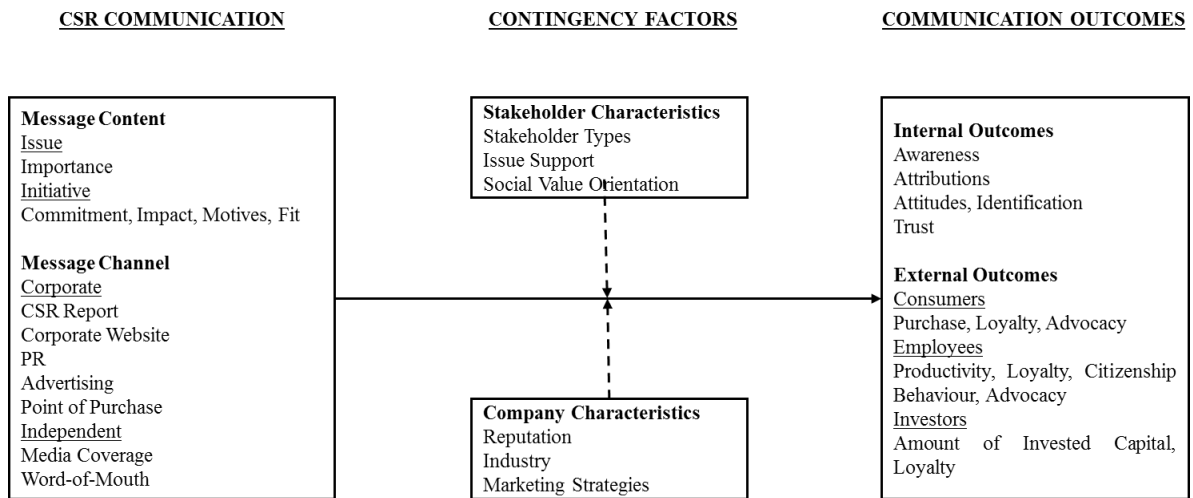 CSR COMMUNICATION
CONTINGENCY FACTORS
COMMUNICATION OUTCOMES
Message Content
Issue
Importance
Initiative
Commitment, Impact, Motives, Fit
Message Channel
Corporate
CSR Report
Corporate Website
PR
Advertising
Point of Purchase
Independent
Media Coverage
Word-of-Mouth
Stakeholder Characteristics
Stakeholder Types
Issue Support
Social Value Orientation
Company Characteristics
Reputation
Industry
Marketing Strategies
Internal Outcomes
Awareness
Attributions
Attitudes, Identification
Trust
External Outcomes
Consumers
Purchase, Loyalty, Advocacy
Employees
Productivity, Loyalty, Citizenship
Behaviour, Advocacy
Investors
Amount of Invested Capital,
Loyalty